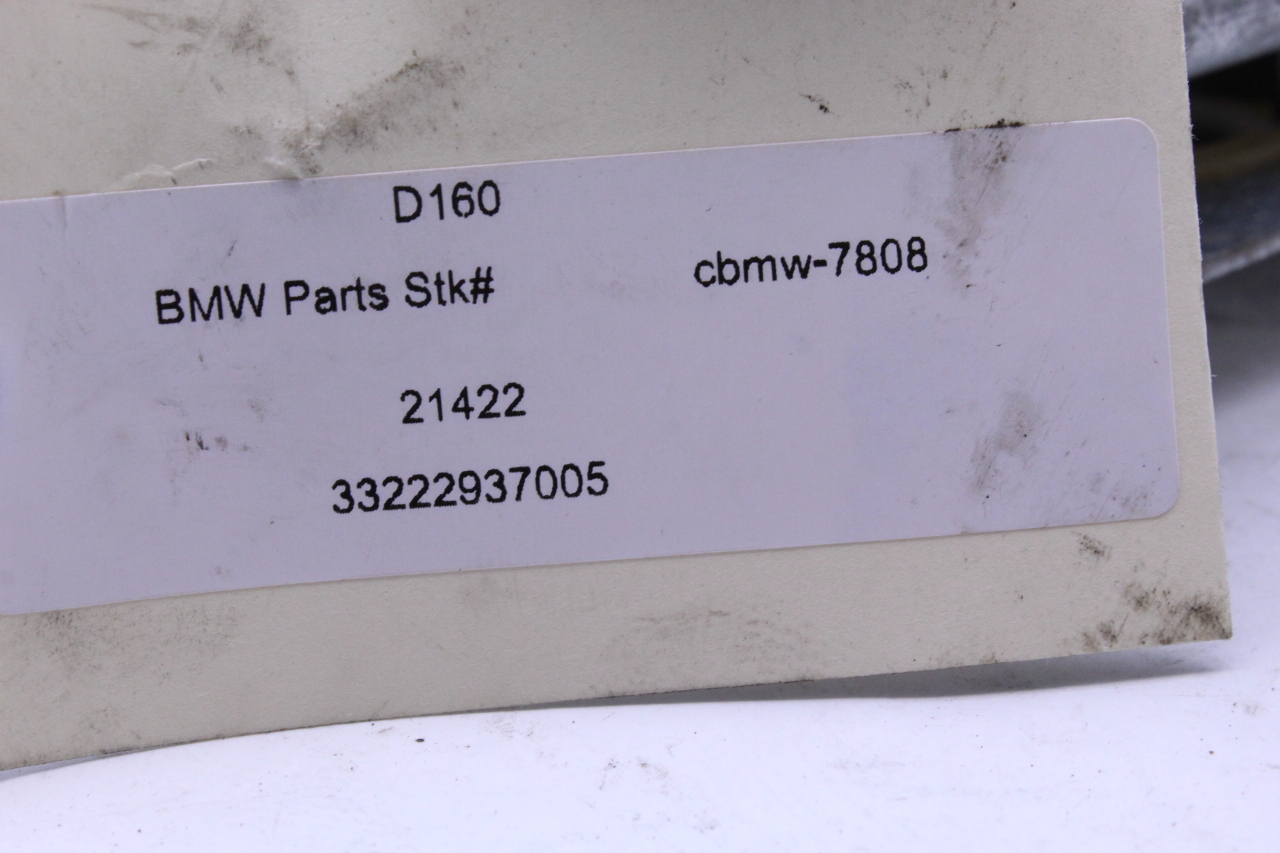 D160
BMW Parts Stk# cbmw-7808
21422
33222937005